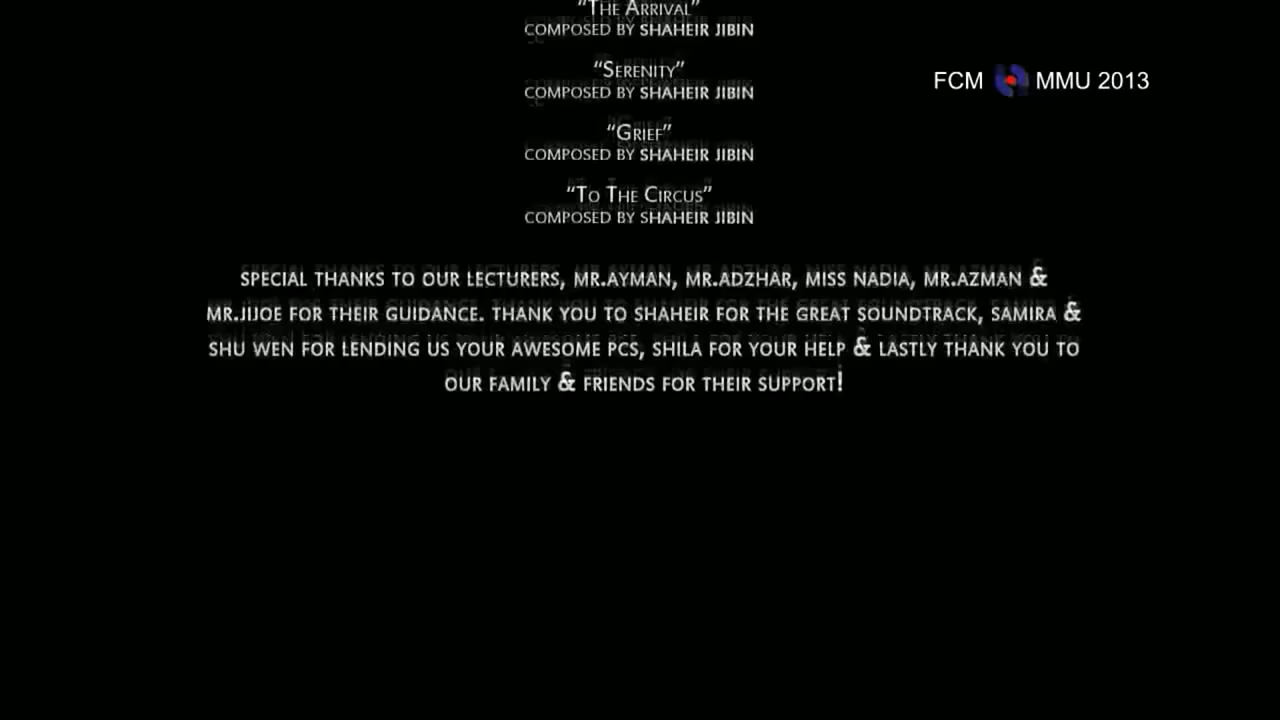 “The Arrival”
COMPOSED BY SHAHEIR JIBIN
“Serenity”
COMPOSED BY SHAHEIR JIBIN
FCM MMU 2013
“Grief”
COMPOSED BY SHAHEIR JIBIN
“To The Circus”
COMPOSED BY SHAHEIR JIBIN
SPECIAL THANKS TO OUR LECTURERS, MR.AYMAN, MR.ADZHAR, MISS NADIA, MR.AZMAN &
MR.JIJOE FOR THEIR GUIDANCE. THANK YOU TO SHAHEIR FOR THE GREAT SOUNDTRACK, SAMIRA &
SHU WEN FOR LENDING US YOUR AWESOME PCS, SHILA FOR YOUR HELP & LASTLY THANK YOU TO
OUR FAMILY & FRIENDS FOR THEIR SUPPORT!